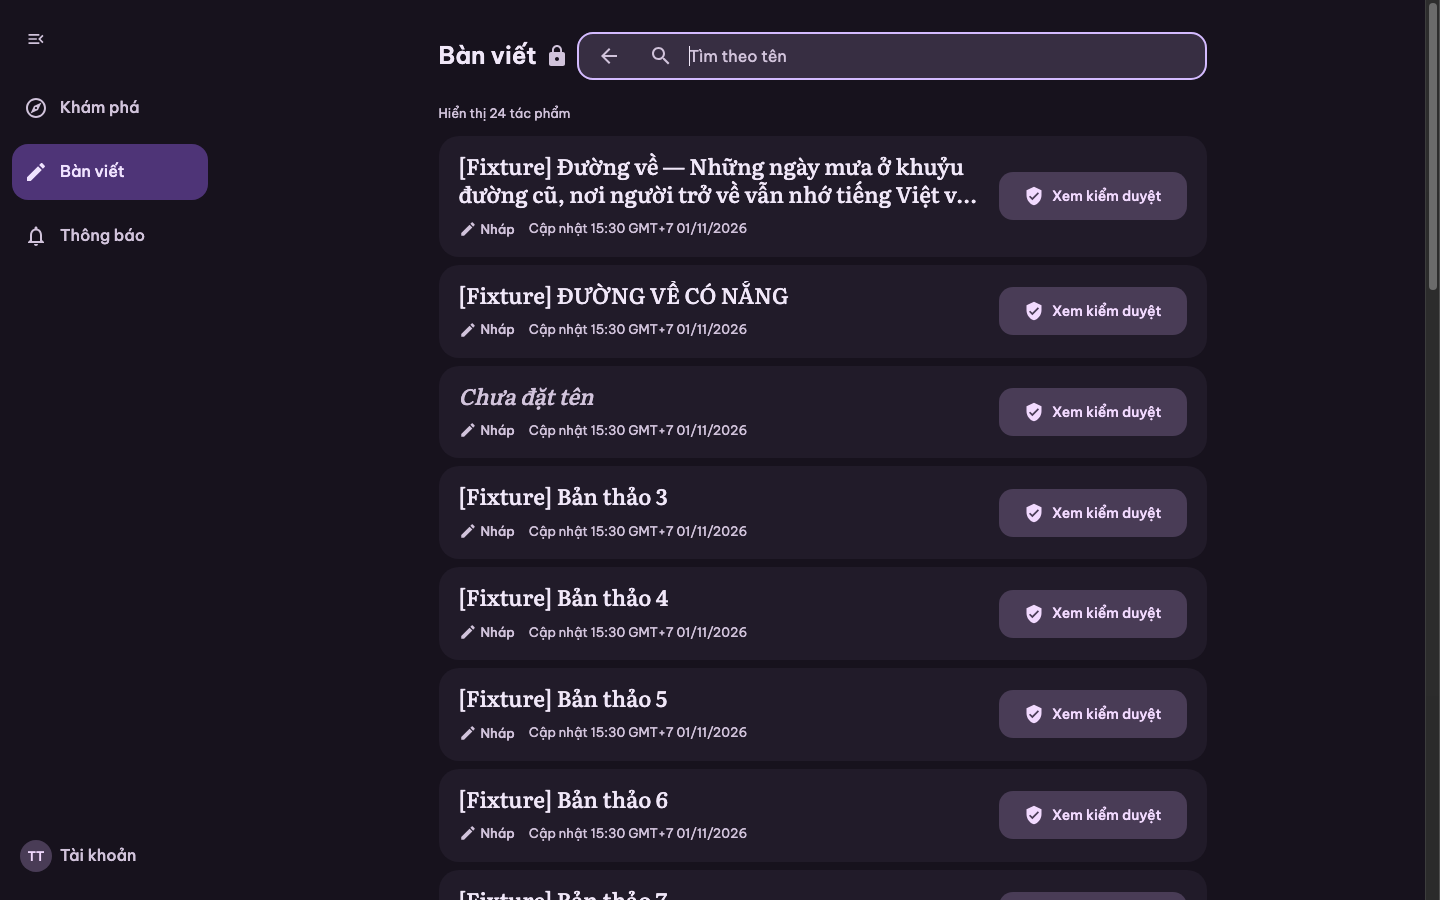 Khám phá
Bàn viết
Thông báo
TT Tài khoản
Bàn viết
Tìm theo tên
Hiển thị 24 tác phẩm
[Fixture] Đường về — Những ngày mưa ở khuỷu
đường cũ, nơi người trở về vẫn nhớ tiếng Việt v...
Nháp Cập nhật 15:30 GMT+7 01/11/2026
Xem kiểm duyệt
[Fixture] ĐƯỜNG VỀ CÓ NẮNG
Nháp Cập nhật 15:30 GMT+7 01/11/2026
Xem kiểm duyệt
Chưa đặt tên
Nháp Cập nhật 15:30 GMT+7 01/11/2026
Xem kiểm duyệt
[Fixture] Bản thảo 3
Nháp Cập nhật 15:30 GMT+7 01/11/2026
Xem kiểm duyệt
[Fixture] Bản thảo 4
Nháp Cập nhật 15:30 GMT+7 01/11/2026
Xem kiểm duyệt
[Fixture] Bản thảo 5
Nháp Cập nhật 15:30 GMT+7 01/11/2026
Xem kiểm duyệt
[Fixture] Bản thảo 6
Nháp Cập nhật 15:30 GMT+7 01/11/2026
Xem kiểm duyệt
[Fixture] Bản thảo 7